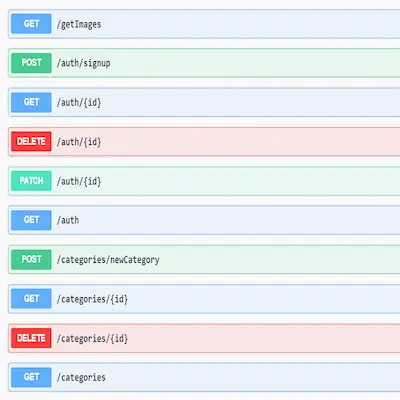 GET /getImages
POST /auth/signup
GET /auth/{id}
DELETE /auth/{id}
PATCH /auth/{id}
GET /auth
POST /categories/newCategory
GET /categories/{id}
DELETE /categories/{id}
GET /categories